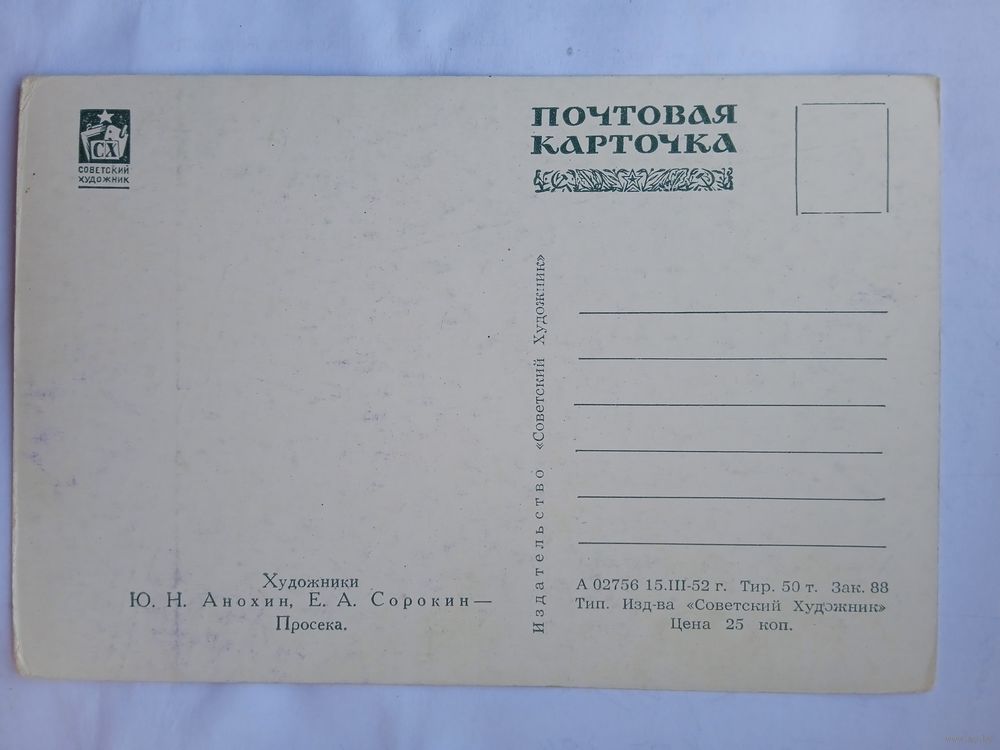 СХ
СОВЕТСКИЙ
ХУДОЖНИК
ПОЧТОВАЯ
КАРТОЧКА
Издательство «Советский Художник»
Художники
Ю. Н. Анохин, Е. А. Сорокин —
Просека.
А 02756 15.III-52 г. Тир. 50 т. Зак. 88
Тип. Изд-ва «Советский Художник»
Цена 25 коп.